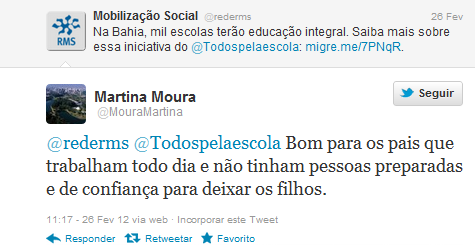 Mobilização Social @rederms 26 Fev
Na Bahia, mil escolas terão educação integral. Saiba mais sobre
essa iniciativa do @Todospelaescola: migre.me/7PNqR.
RMS
Martina Moura
@MouraMartina
Seguir
@rederms @Todospelaescola Bom para os pais que
trabalham todo dia e não tinham pessoas preparadas
e de confiança para deixar os filhos.
11:17 - 26 Fev 12 via web · Incorporar este Tweet
Responder Retweetar Favorito